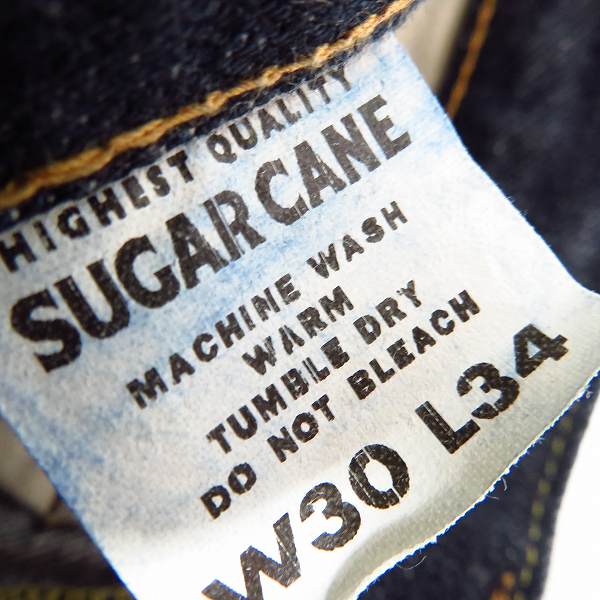 HIGHEST QUALITY
SUGAR CANE
MACHINE WASH
WARM
TUMBLE DRY
DO NOT BLEACH
W30 L34